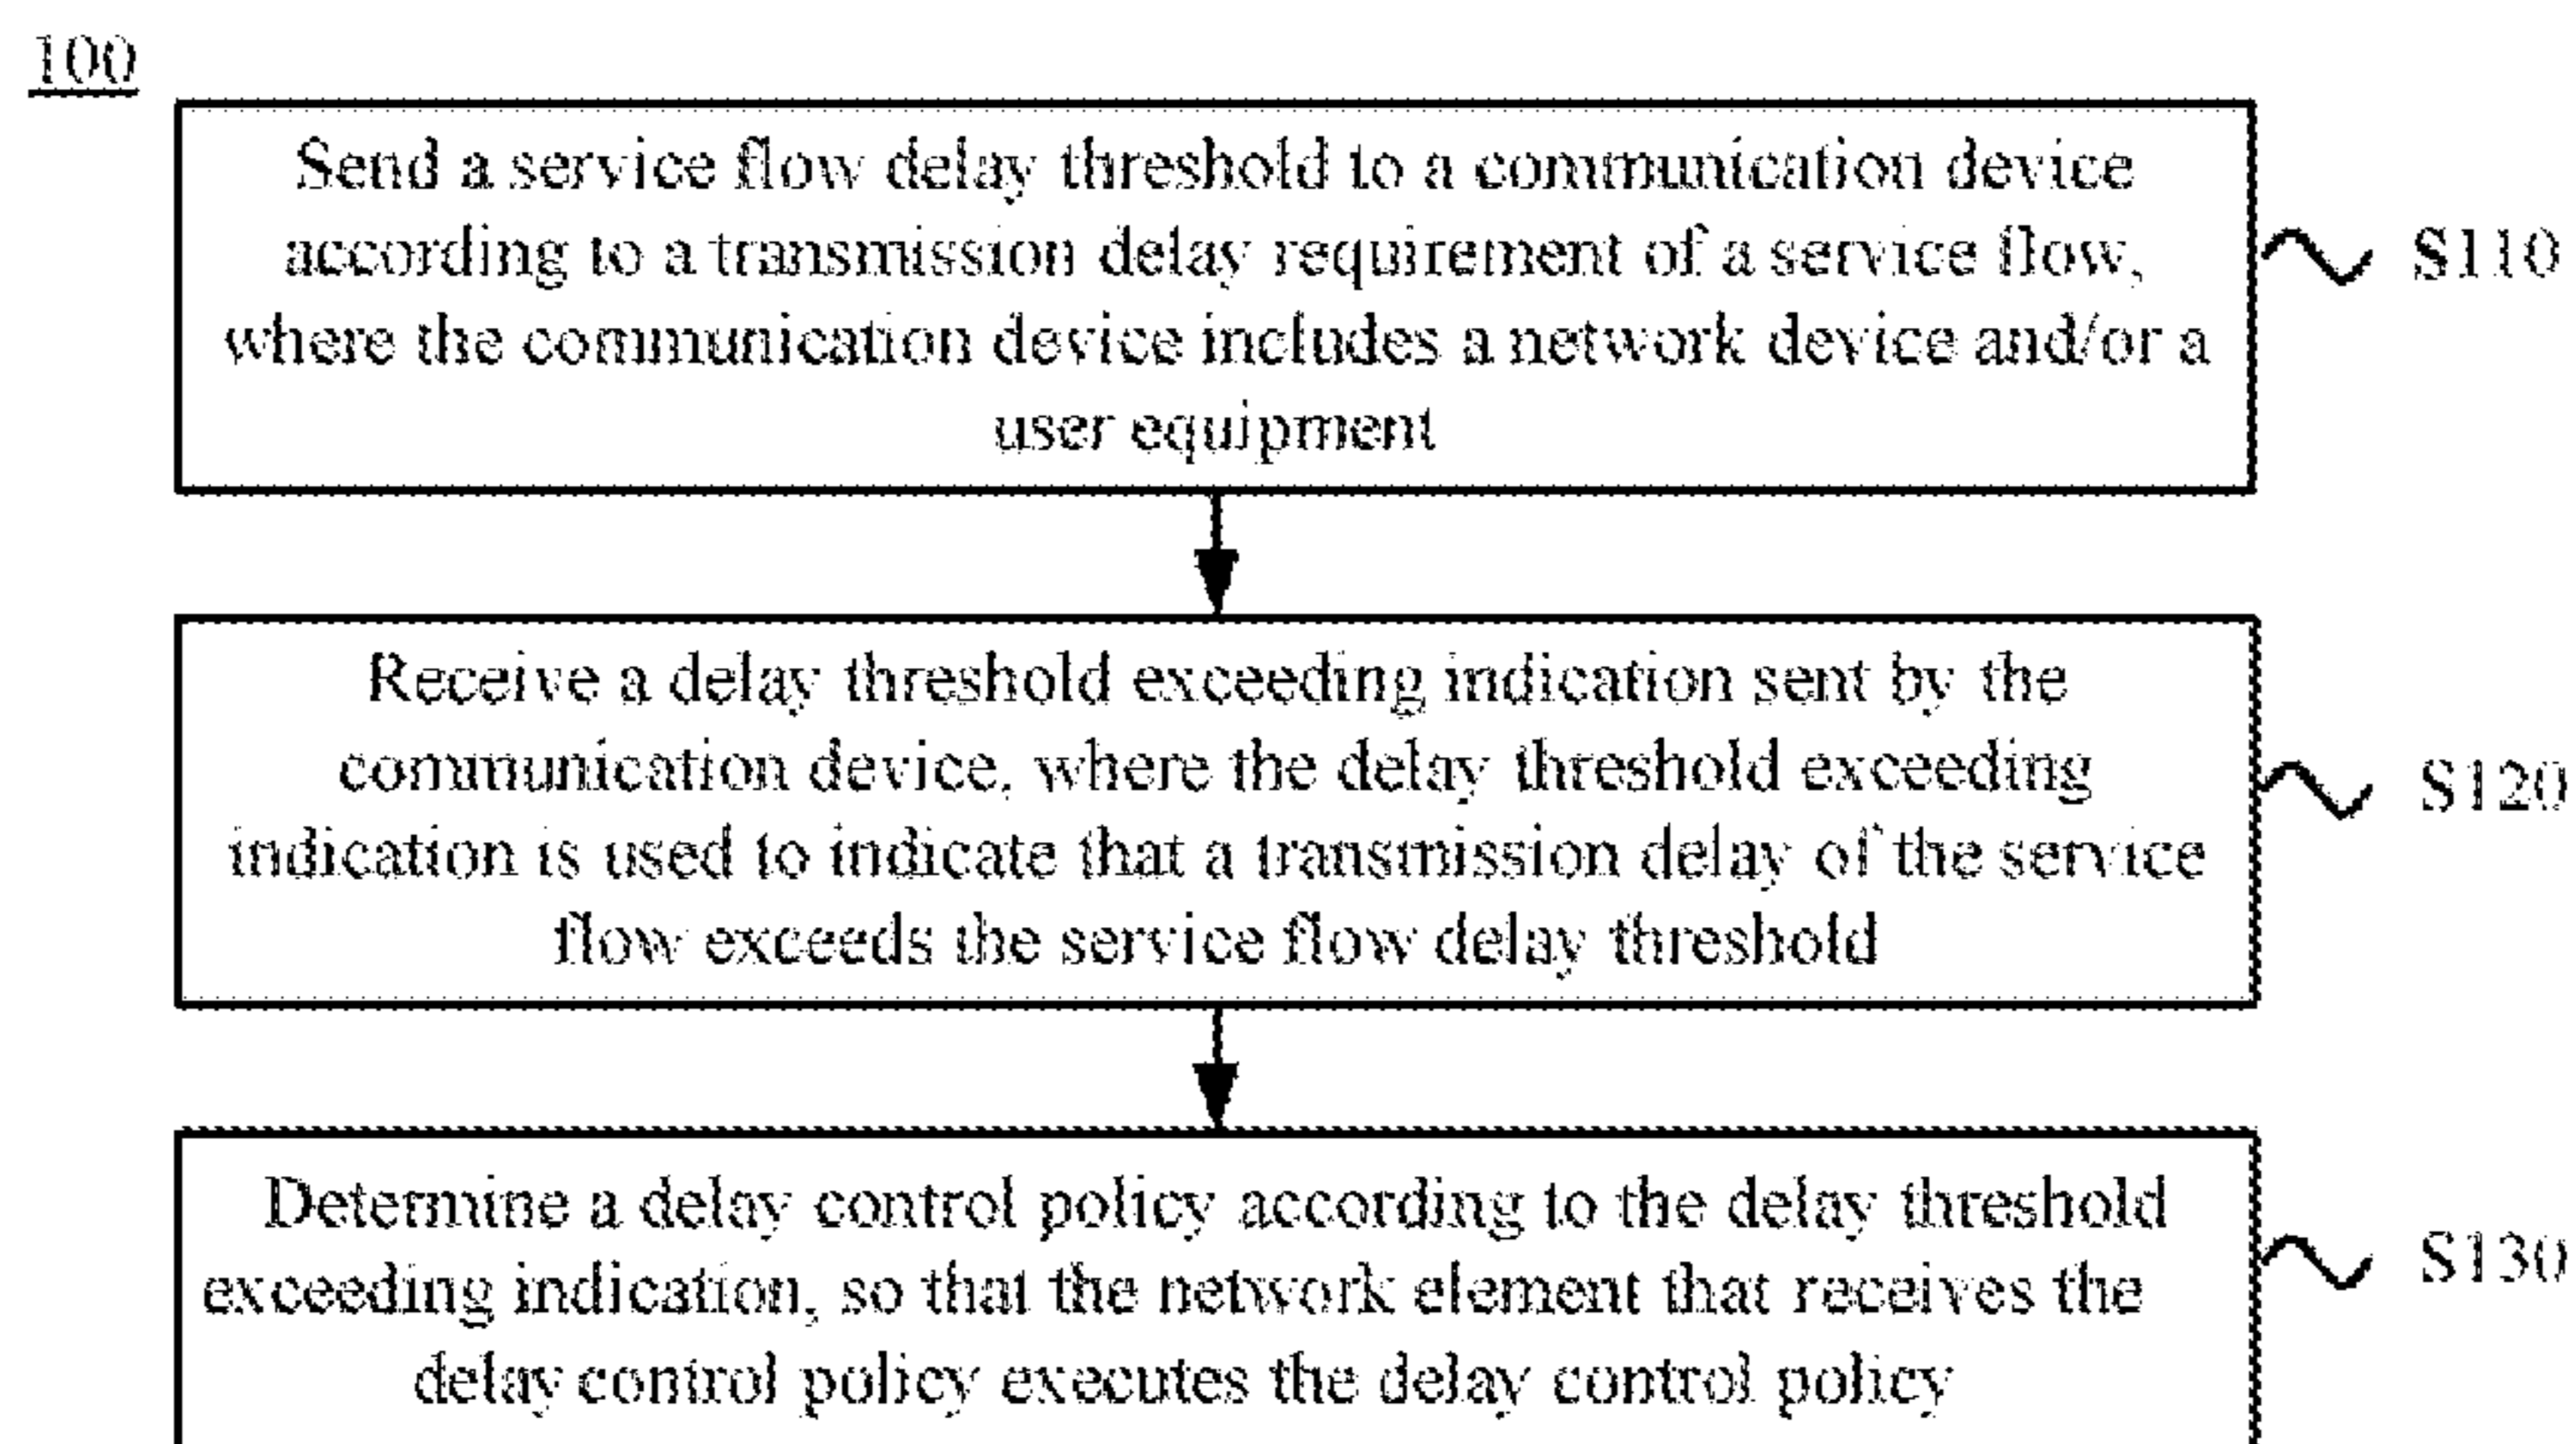 100
Send a service flow delay threshold to a communication device
according to a transmission delay requirement of a service flow,
where the communication device includes a network device and/or a
user equipment
S110
Receive a delay threshold exceeding indication sent by the
communication device, where the delay threshold exceeding
indication is used to indicate that a transmission delay of the service
flow exceeds the service flow delay threshold
S120
Determine a delay control policy according to the delay threshold
exceeding indication, so that the network element that receives the
delay control policy executes the delay control policy
S130